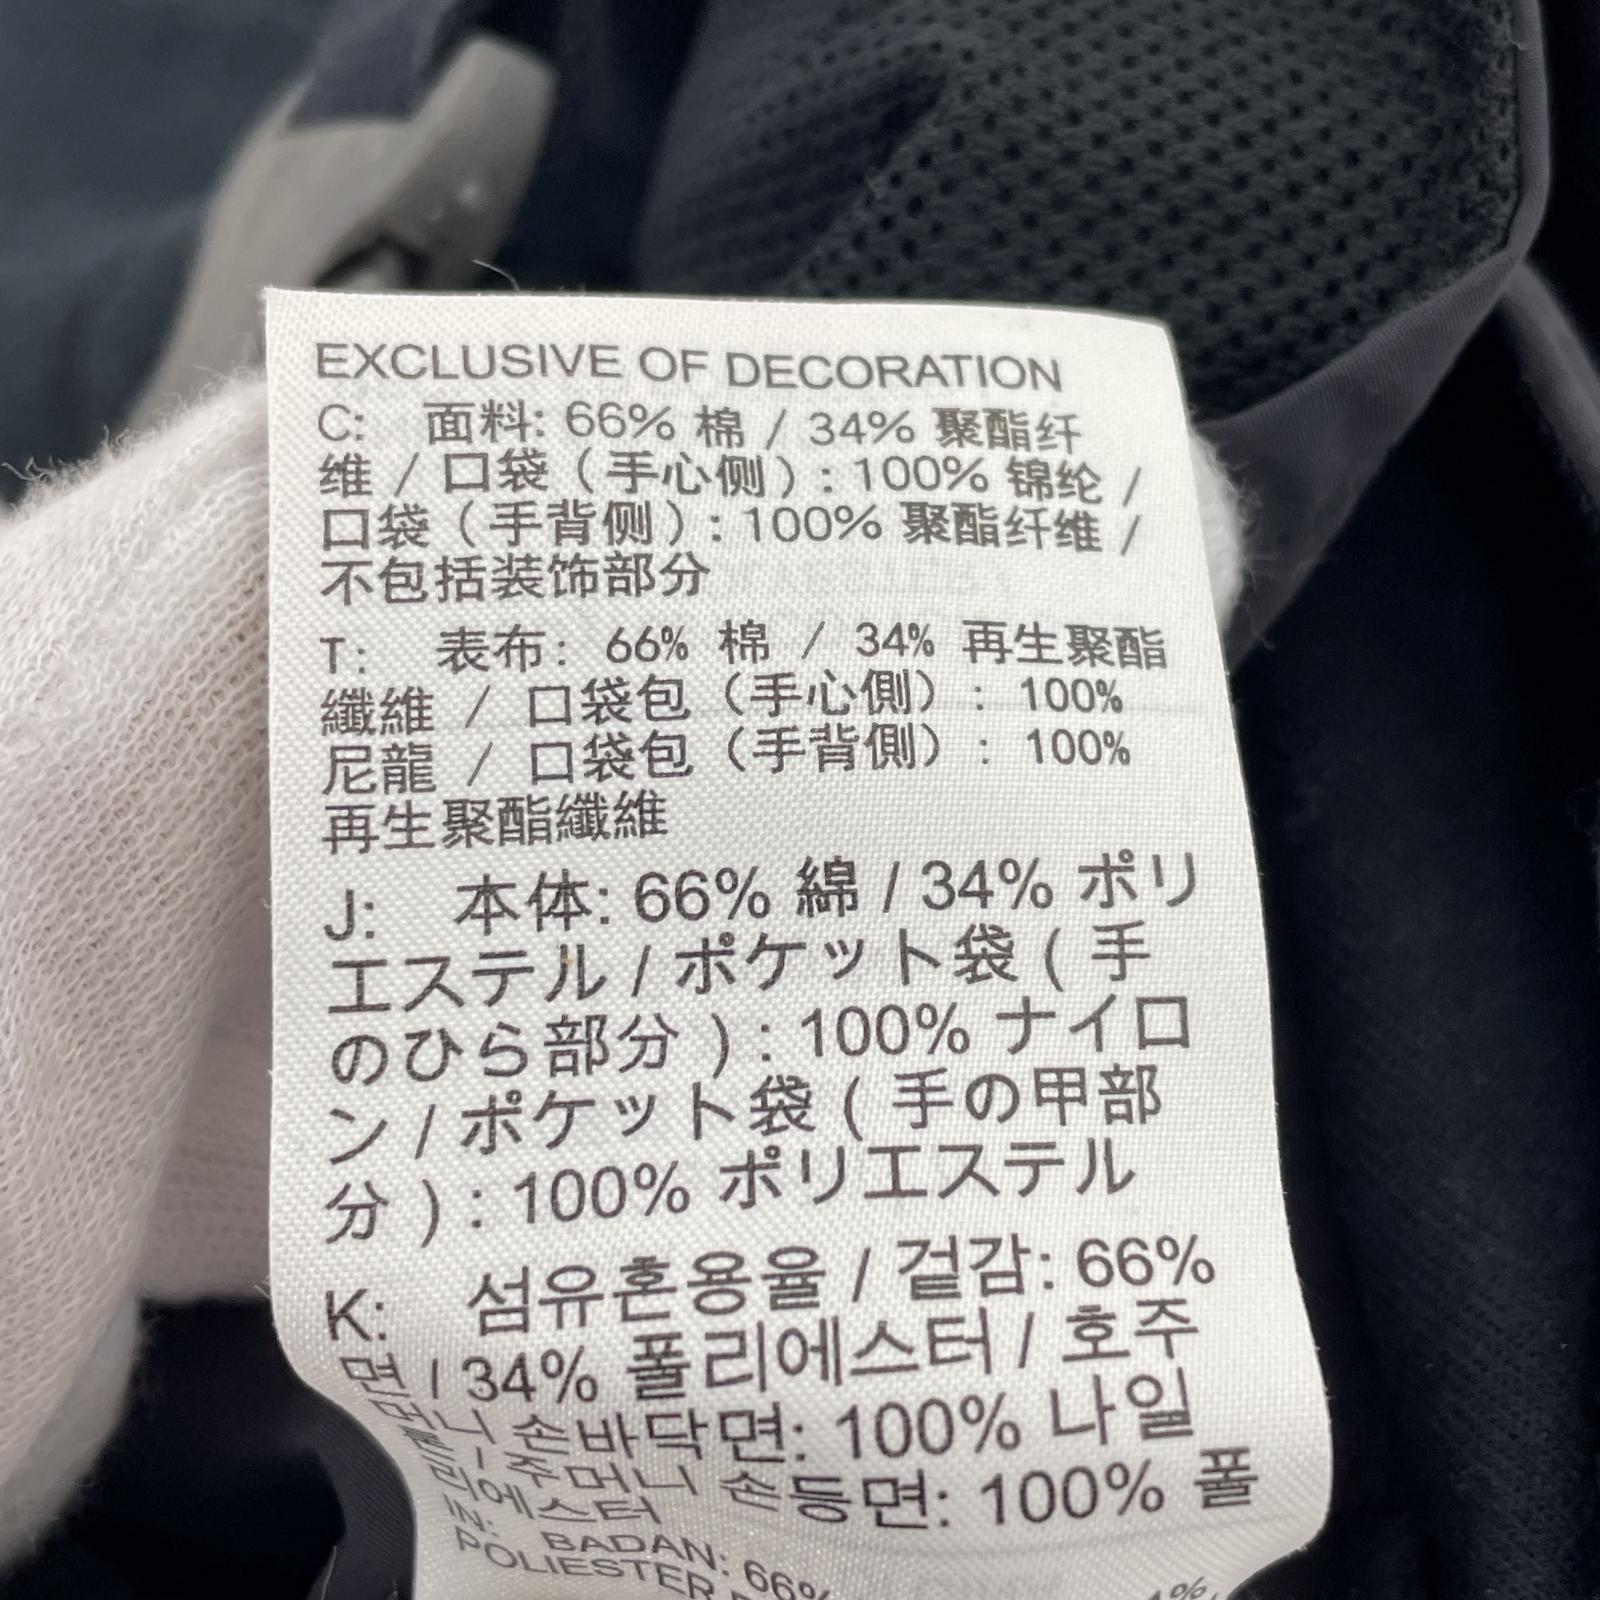 EXCLUSIVE OF DECORATION
C: 面料: 66% 棉 / 34% 聚酯纤
维 / 口袋 ( 手心侧 ) : 100% 锦纶 /
口袋 ( 手背侧 ) : 100% 聚酯纤维 /
不包括装饰部分
T: 表布: 66% 棉 / 34% 再生聚酯
纖維 / 口袋包 (手心側) : 100%
尼龍 / 口袋包 (手背側) : 100%
再生聚酯纖維
J: 本体: 66% 綿 / 34% ポリ
エステル / ポケット袋 ( 手
のひら部分 ) : 100% ナイロ
ン / ポケット袋 ( 手の甲部
分 ) : 100% ポリエステル
K: 섬유혼용율 / 겉감: 66%
면 / 34% 폴리에스터 / 호주
머니 손바닥면: 100% 나일
주머니 손등면: 100% 폴
리에스터
IN: BADAN: 66%
POLIESTER